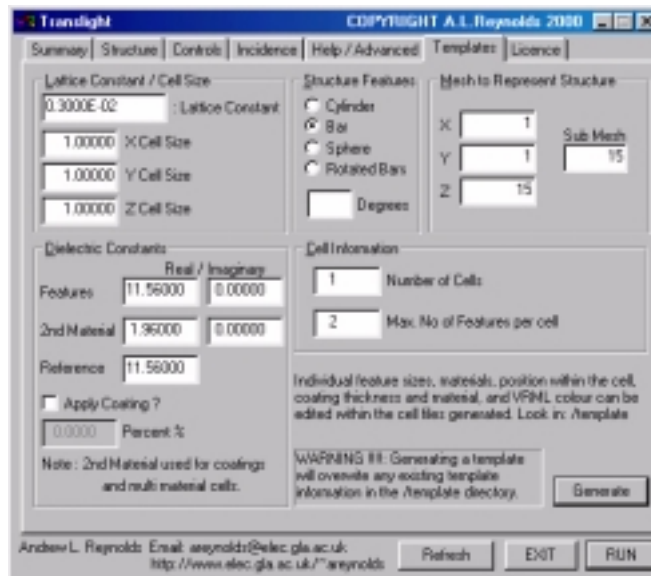 Translight COPYRIGHT A.L.Reynolds 2000
Summary Structure Controls Incidence Help / Advanced Templates Licence
Lattice Constant / Cell Size
0.3000E-02 : Lattice Constant
1.00000 X Cell Size
1.00000 Y Cell Size
1.00000 Z Cell Size
Structure Features
Cylinder
Bar
Sphere
Rotated Bars
Degrees
Mesh to Represent Structure
X 1
Y 1
Z 15
Sub Mesh
15
Dielectric Constants
Real / Imaginary
Features 11.56000 0.00000
2nd Material 1.96000 0.00000
Reference 11.56000
Apply Coating ?
0.0000 Percent %
Note : 2nd Material used for coatings
and multi material cells.
Cell Information
1 Number of Cells
2 Max. No of Features per cell
Individual feature sizes, materials, position within the cell,
coating thickness and material, and VRML colour can be
edited within the cell files generated. Look in: /template
WARNING !!!: Generating a template
will overwrite any existing template
information in the /template directory.
Generate
Andrew L. Reynolds Email: areynolds@elec.gla.ac.uk
http://www.elec.gla.ac.uk/~areynolds
Refresh EXIT RUN